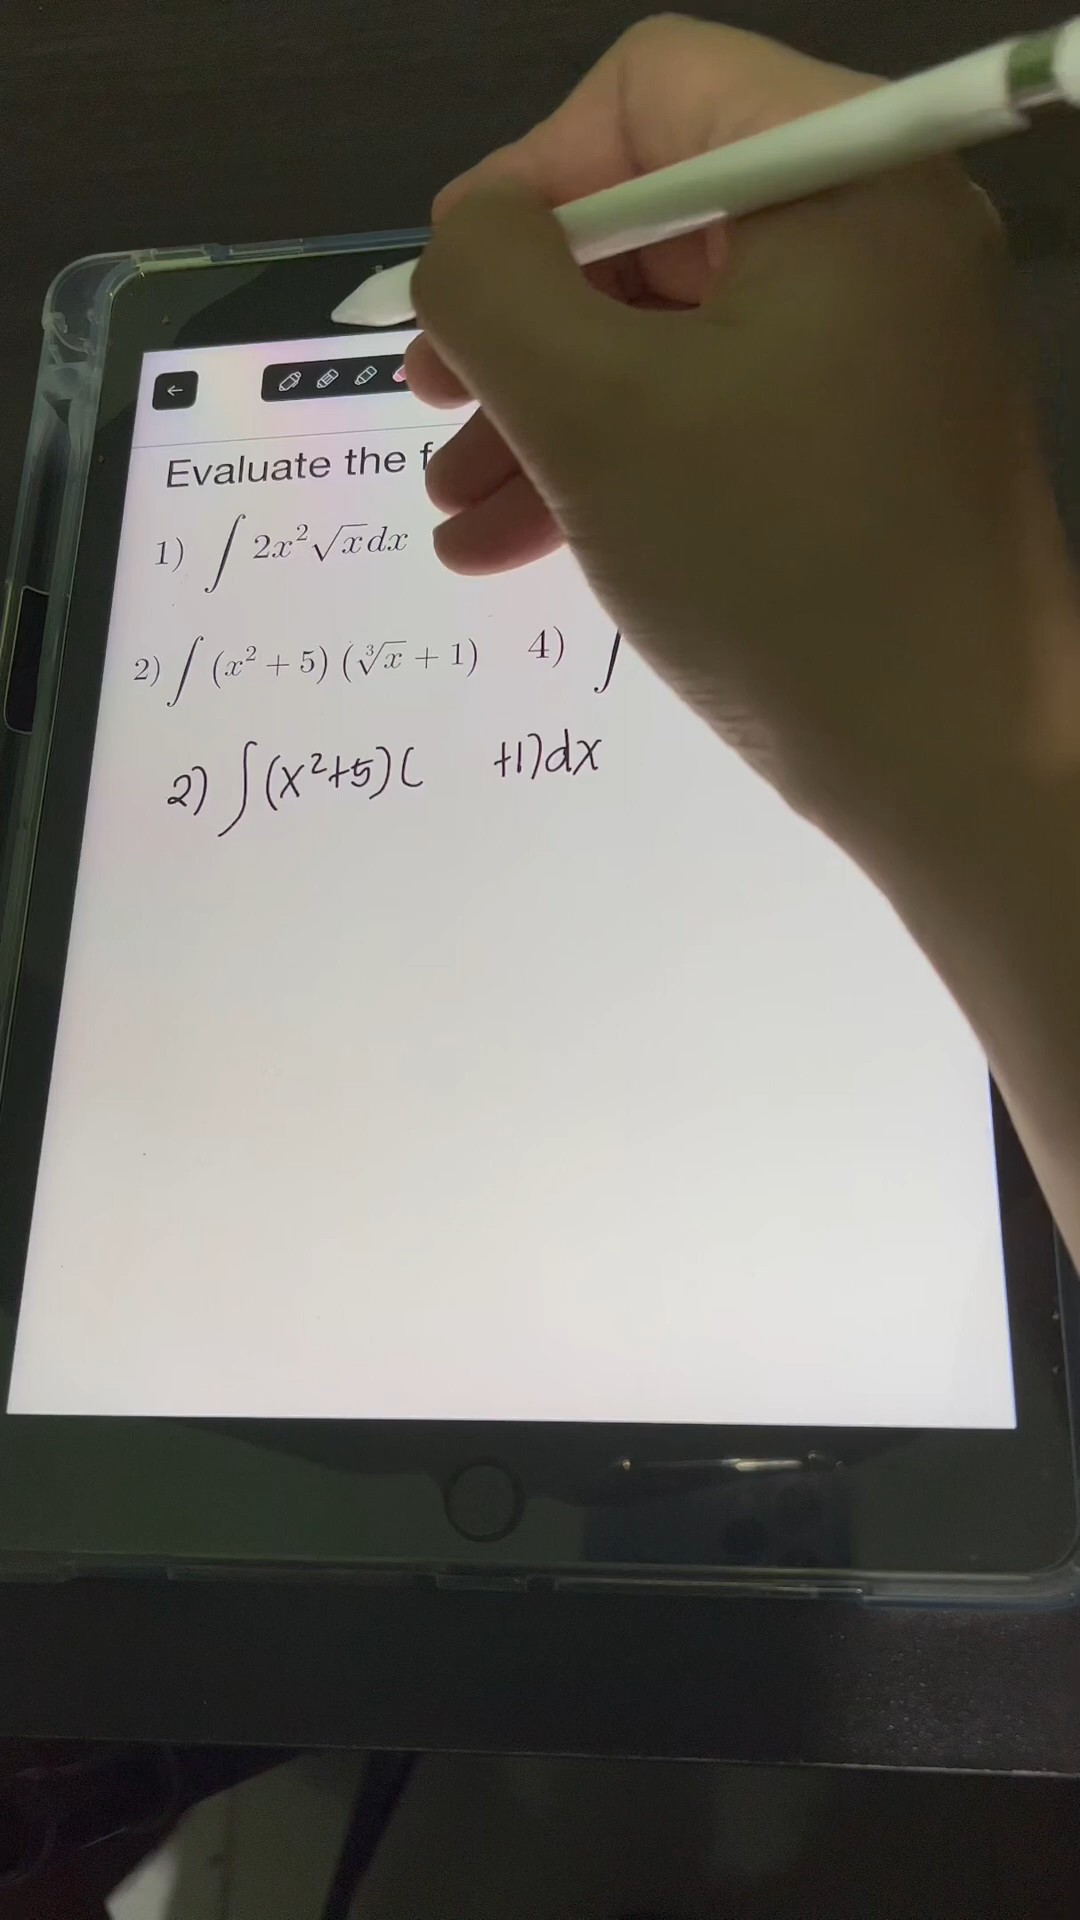 Evaluate the
1) ∫ 2x²√x dx
2) ∫ (x² + 5) (∛x + 1) 4) ∫
2) ∫(x²+5)( +1)dx